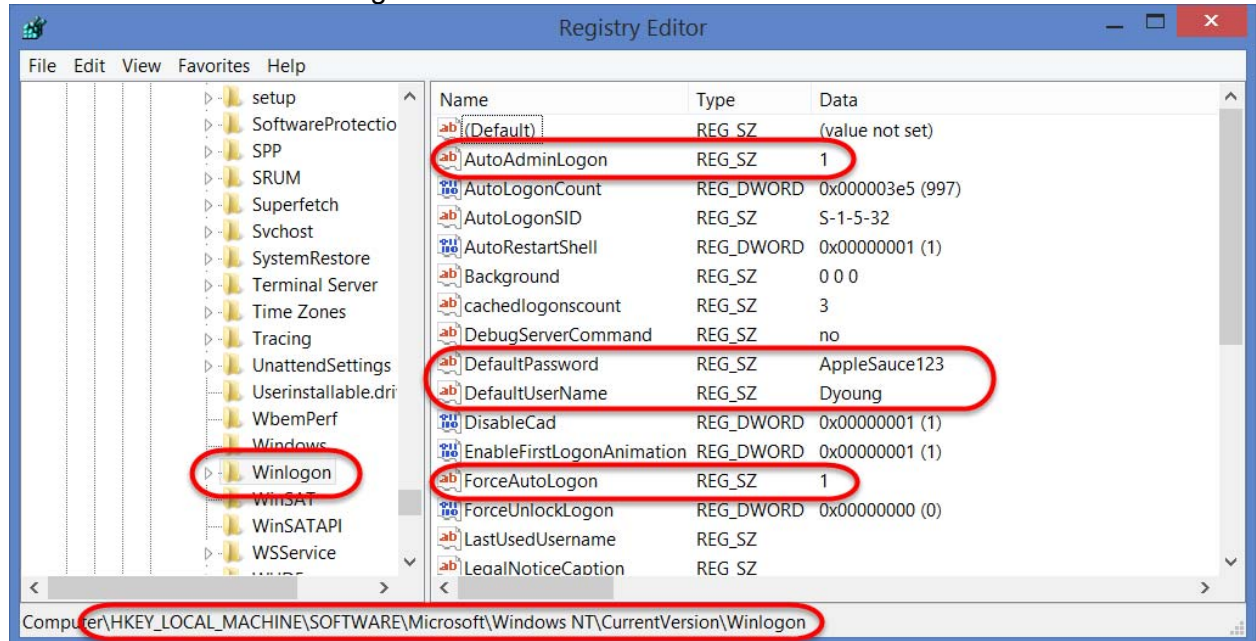 Registry Editor
File Edit View Favorites Help
setup
SoftwareProtectio
SPP
SRUM
Superfetch
Svchost
SystemRestore
Terminal Server
Time Zones
Tracing
UnattendSettings
Userinstallable.dri
WbemPerf
Windows
Winlogon
WinSAT
WinSATAPI
WSService
Name Type Data
(Default) REG_SZ (value not set)
AutoAdminLogon REG_SZ 1
AutoLogonCount REG_DWORD 0x000003e5 (997)
AutoLogonSID REG_SZ S-1-5-32
AutoRestartShell REG_DWORD 0x00000001 (1)
Background REG_SZ 0 0 0
cachedlogonscount REG_SZ 3
DebugServerCommand REG_SZ no
DefaultPassword REG_SZ AppleSauce123
DefaultUserName REG_SZ Dyoung
DisableCad REG_DWORD 0x00000001 (1)
EnableFirstLogonAnimation REG_DWORD 0x00000001 (1)
ForceAutoLogon REG_SZ 1
ForceUnlockLogon REG_DWORD 0x00000000 (0)
LastUsedUsername REG_SZ
LegalNoticeCaption REG_SZ
Computer\HKEY_LOCAL_MACHINE\SOFTWARE\Microsoft\Windows NT\CurrentVersion\Winlogon